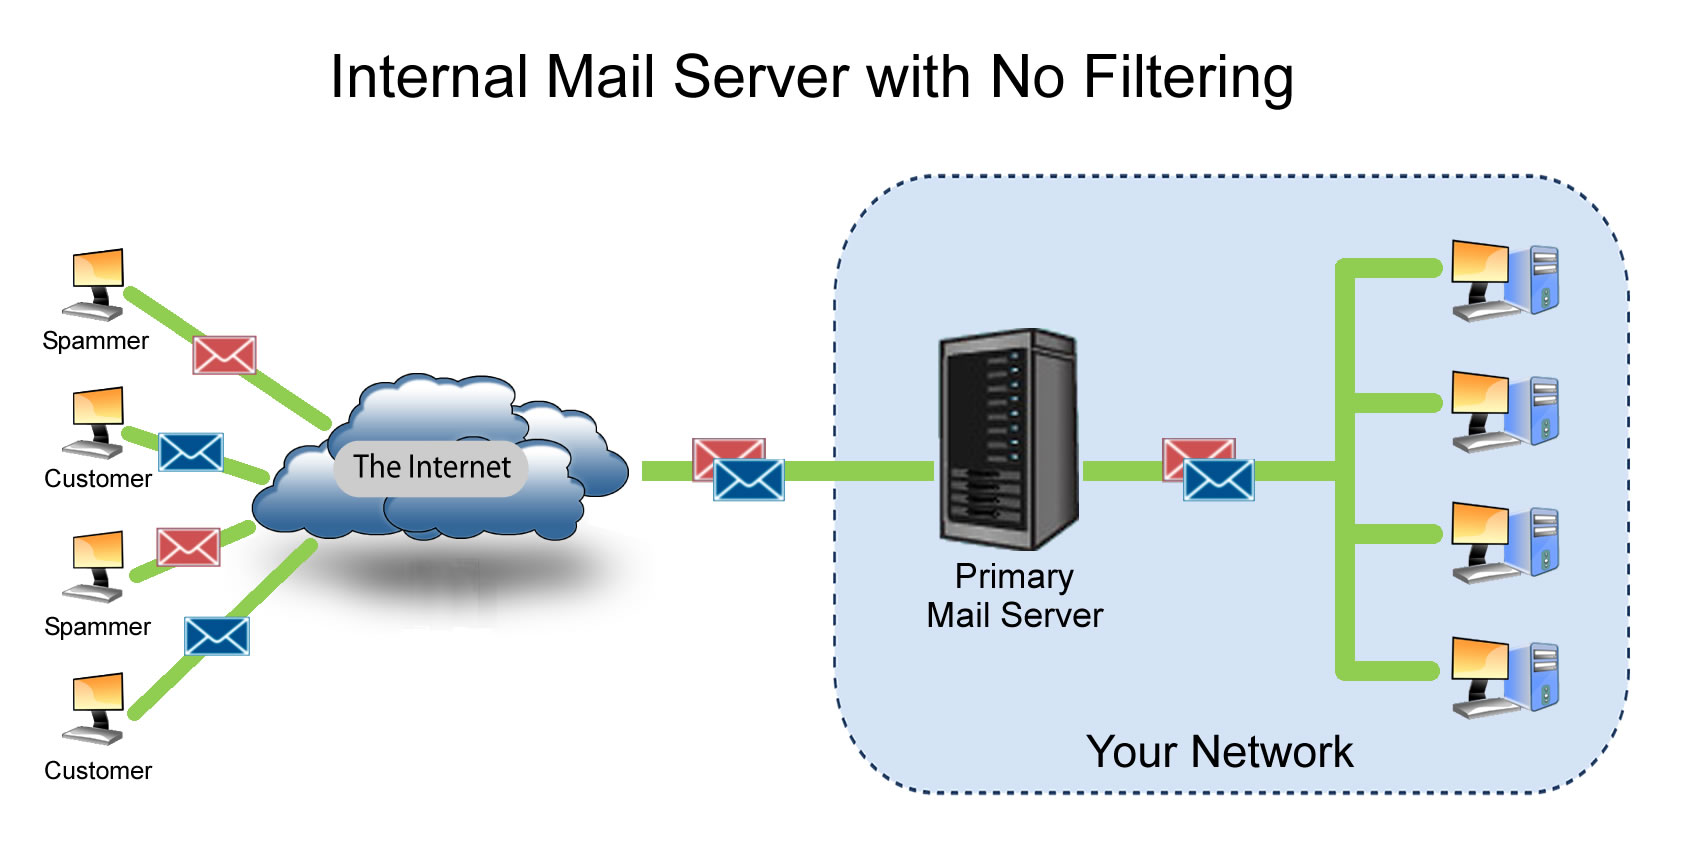 Internal Mail Server with No Filtering
Spammer
Customer
The Internet
Spammer
Customer
Primary
Mail Server
Your Network